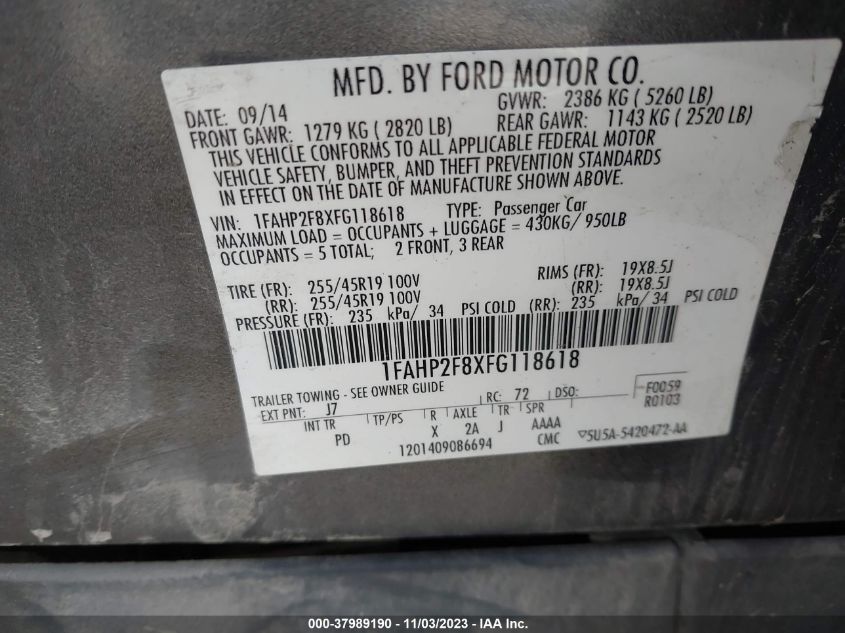 MFD. BY FORD MOTOR CO.
DATE: 09/14 GVWR: 2386 KG ( 5260 LB)
FRONT GAWR: 1279 KG ( 2820 LB) REAR GAWR: 1143 KG ( 2520 LB)
THIS VEHICLE CONFORMS TO ALL APPLICABLE FEDERAL MOTOR
VEHICLE SAFETY, BUMPER, AND THEFT PREVENTION STANDARDS
IN EFFECT ON THE DATE OF MANUFACTURE SHOWN ABOVE.
VIN: 1FAHP2F8XFG118618 TYPE: Passenger Car
MAXIMUM LOAD = OCCUPANTS + LUGGAGE = 430KG/ 950LB
OCCUPANTS = 5 TOTAL; 2 FRONT, 3 REAR
TIRE (FR): 255/45R19 100V RIMS (FR): 19X8.5J
(RR): 255/45R19 100V (RR): 19X8.5J
PRESSURE (FR): 235 kPa/ 34 PSI COLD (RR): 235 kPa/ 34 PSI COLD
1FAHP2F8XFG118618
TRAILER TOWING - SEE OWNER GUIDE RC: 72 DSO: F0059
EXT PNT: J7 R0103
INT TR TP/PS R AXLE TR SPR
PD X 2A J AAAA
1201409086694 CMC ▽5U5A-5420472-AA
000-37989190 - 11/03/2023 - COPYRIGHT IAA, LLC.